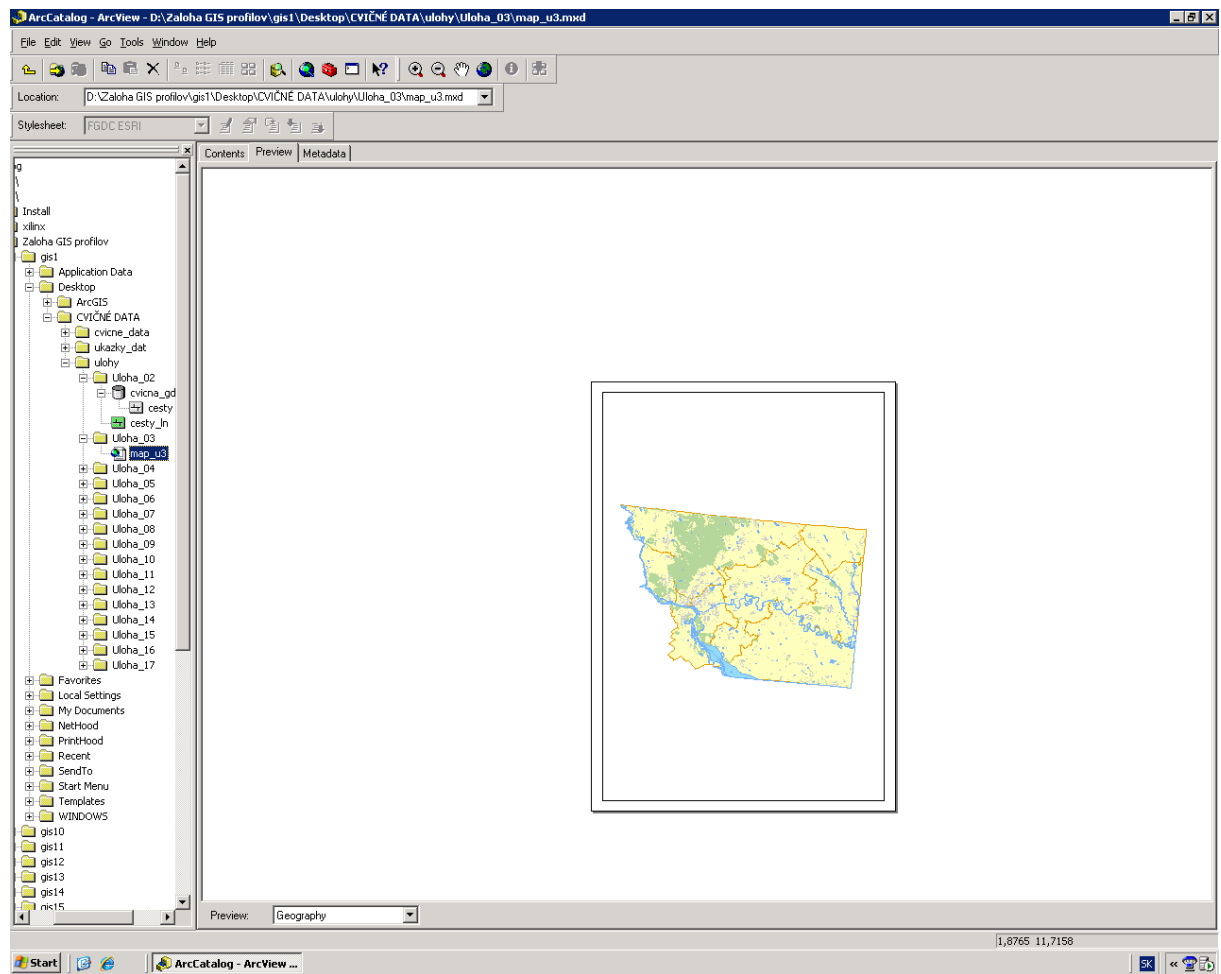 ArcCatalog - ArcView - D:\Zaloha GIS profilov\gis1\Desktop\CVIČNÉ DATA\ulohy\Uloha_03\map_u3.mxd
File Edit View Go Tools Window Help
Location: D:\Zaloha GIS profilov\gis1\Desktop\CVIČNÉ DATA\ulohy\Uloha_03\map_u3.mxd
Stylesheet: FGDC ESRI
Contents Preview Metadata
\
\
Install
xilinx
Zaloha GIS profilov
gis1
Application Data
Desktop
ArcGIS
CVIČNÉ DATA
cvicne_data
ukazky_dat
ulohy
Uloha_02
cvicna_gd
cesty
cesty_ln
Uloha_03
map_u3
Uloha_04
Uloha_05
Uloha_06
Uloha_07
Uloha_08
Uloha_09
Uloha_10
Uloha_11
Uloha_12
Uloha_13
Uloha_14
Uloha_15
Uloha_16
Uloha_17
Favorites
Local Settings
My Documents
NetHood
PrintHood
Recent
SendTo
Start Menu
Templates
WINDOWS
gis10
gis11
gis12
gis13
gis14
gis15
Preview: Geography
1,8765 11,7158
Start ArcCatalog - ArcView ... SK «